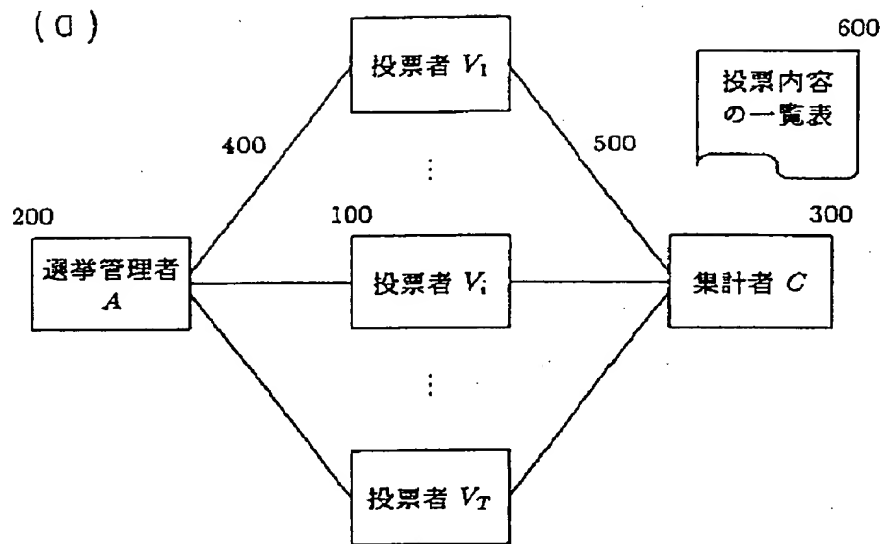 (a)
600
投票者 V1
投票内容
の一覧表
400
500
⋮
200
100
300
選挙管理者
A
投票者 Vi
集計者 C
⋮
投票者 VT